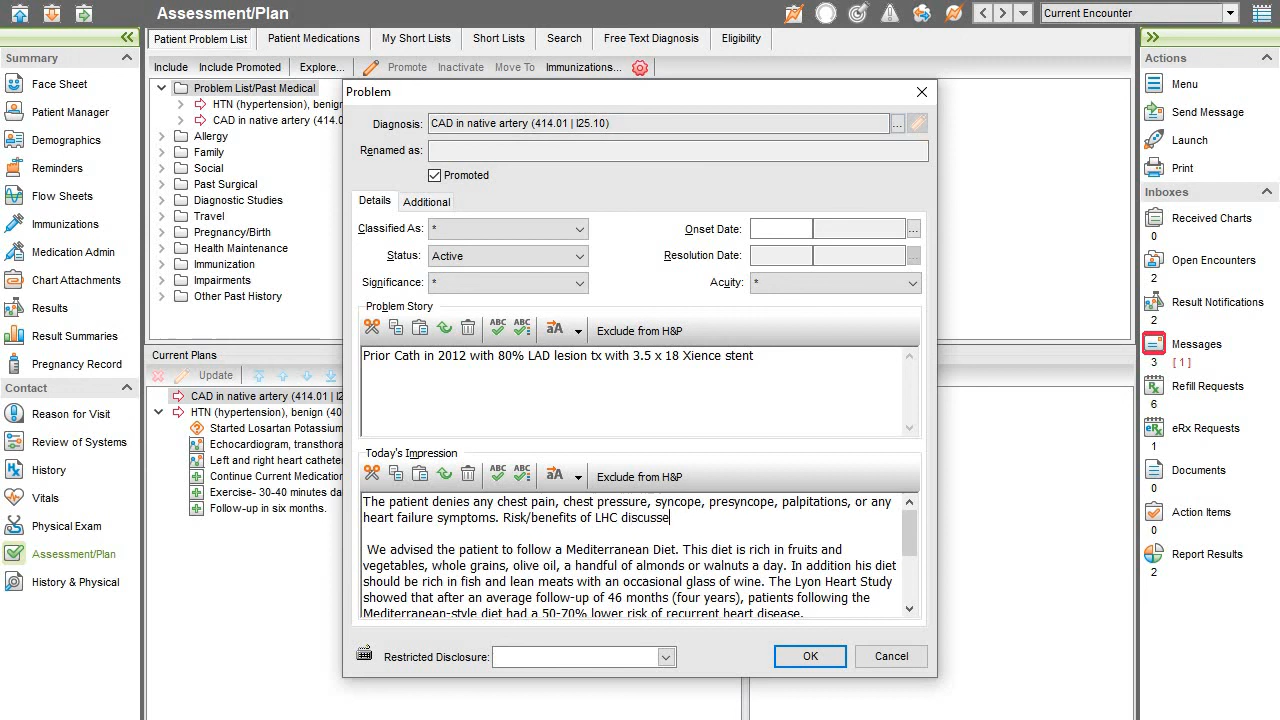 Assessment/Plan
Current Encounter
Summary
Face Sheet
Patient Manager
Demographics
Reminders
Flow Sheets
Immunizations
Medication Admin
Chart Attachments
Results
Result Summaries
Pregnancy Record
Contact
Reason for Visit
Review of Systems
History
Vitals
Physical Exam
Assessment/Plan
History & Physical
Patient Problem List
Patient Medications
My Short Lists
Short Lists
Search
Free Text Diagnosis
Eligibility
Include
Include Promoted
Explore...
Promote
Inactivate
Move To
Immunizations...
Problem List/Past Medical
HTN (hypertension), benign
CAD in native artery (414.0
Allergy
Family
Social
Past Surgical
Diagnostic Studies
Travel
Pregnancy/Birth
Health Maintenance
Immunization
Impairments
Other Past History
Current Plans
Update
CAD in native artery (414.01 | I2
HTN (hypertension), benign (40
Started Losartan Potassium
Echocardiogram, transthora
Left and right heart cathete
Continue Current Medication
Exercise- 30-40 minutes da
Follow-up in six months.
Problem
Diagnosis:
CAD in native artery (414.01 | I25.10)
...
Renamed as:
Promoted
Details
Additional
Classified As:
*
Onset Date:
...
Status:
Active
Resolution Date:
...
Significance:
*
Acuity:
*
Problem Story
ABC
ABC
aA
Exclude from H&P
Prior Cath in 2012 with 80% LAD lesion tx with 3.5 x 18 Xience stent
Today's Impression
ABC
ABC
aA
Exclude from H&P
The patient denies any chest pain, chest pressure, syncope, presyncope, palpitations, or any
heart failure symptoms. Risk/benefits of LHC discusse
We advised the patient to follow a Mediterranean Diet. This diet is rich in fruits and
vegetables, whole grains, olive oil, a handful of almonds or walnuts a day. In addition his diet
should be rich in fish and lean meats with an occasional glass of wine. The Lyon Heart Study
showed that after an average follow-up of 46 months (four years), patients following the
Mediterranean-style diet had a 50-70% lower risk of recurrent heart disease.
Restricted Disclosure:
OK
Cancel
Actions
Menu
Send Message
Launch
Print
Inboxes
Received Charts
0
Open Encounters
2
Result Notifications
2
Messages
3
[ 1 ]
Refill Requests
6
eRx Requests
1
Documents
0
Action Items
0
Report Results
2